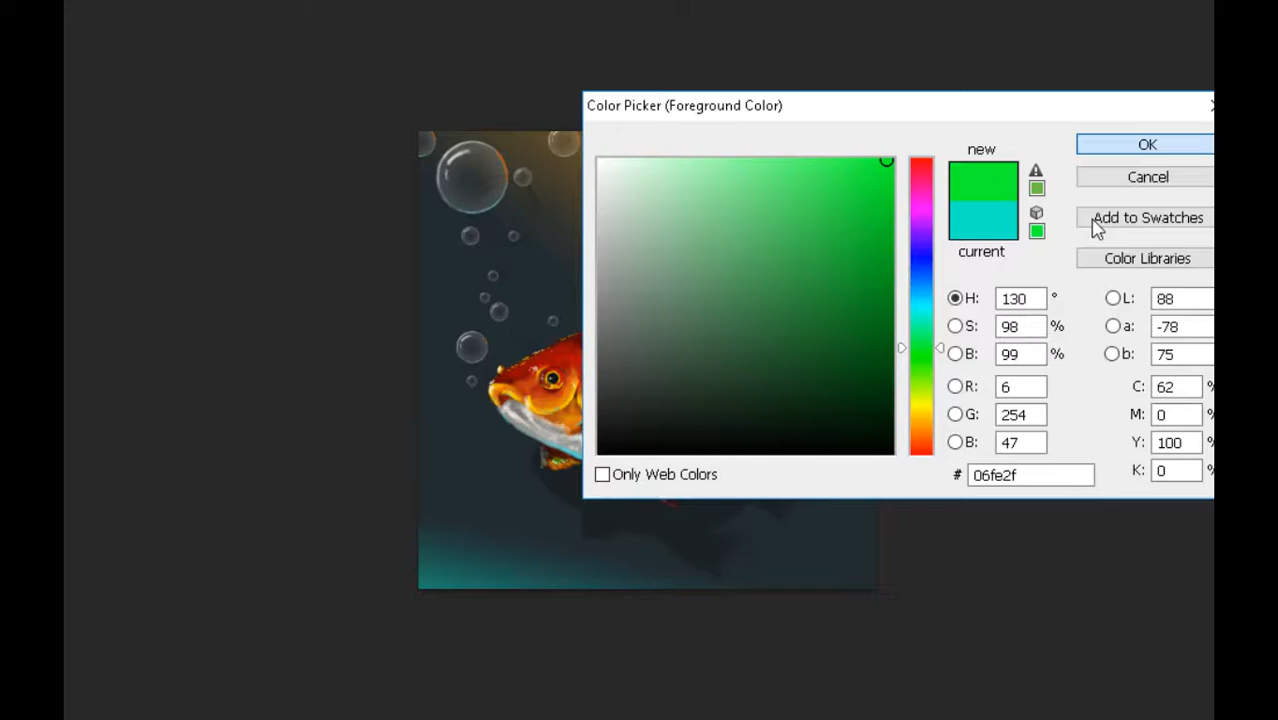 Color Picker (Foreground Color)
new
current
OK
Cancel
Add to Swatches
Color Libraries
H: 130 °
S: 98 %
B: 99 %
R: 6
G: 254
B: 47
# 06fe2f
L: 88
a: -78
b: 75
C: 62 %
M: 0 %
Y: 100 %
K: 0 %
Only Web Colors